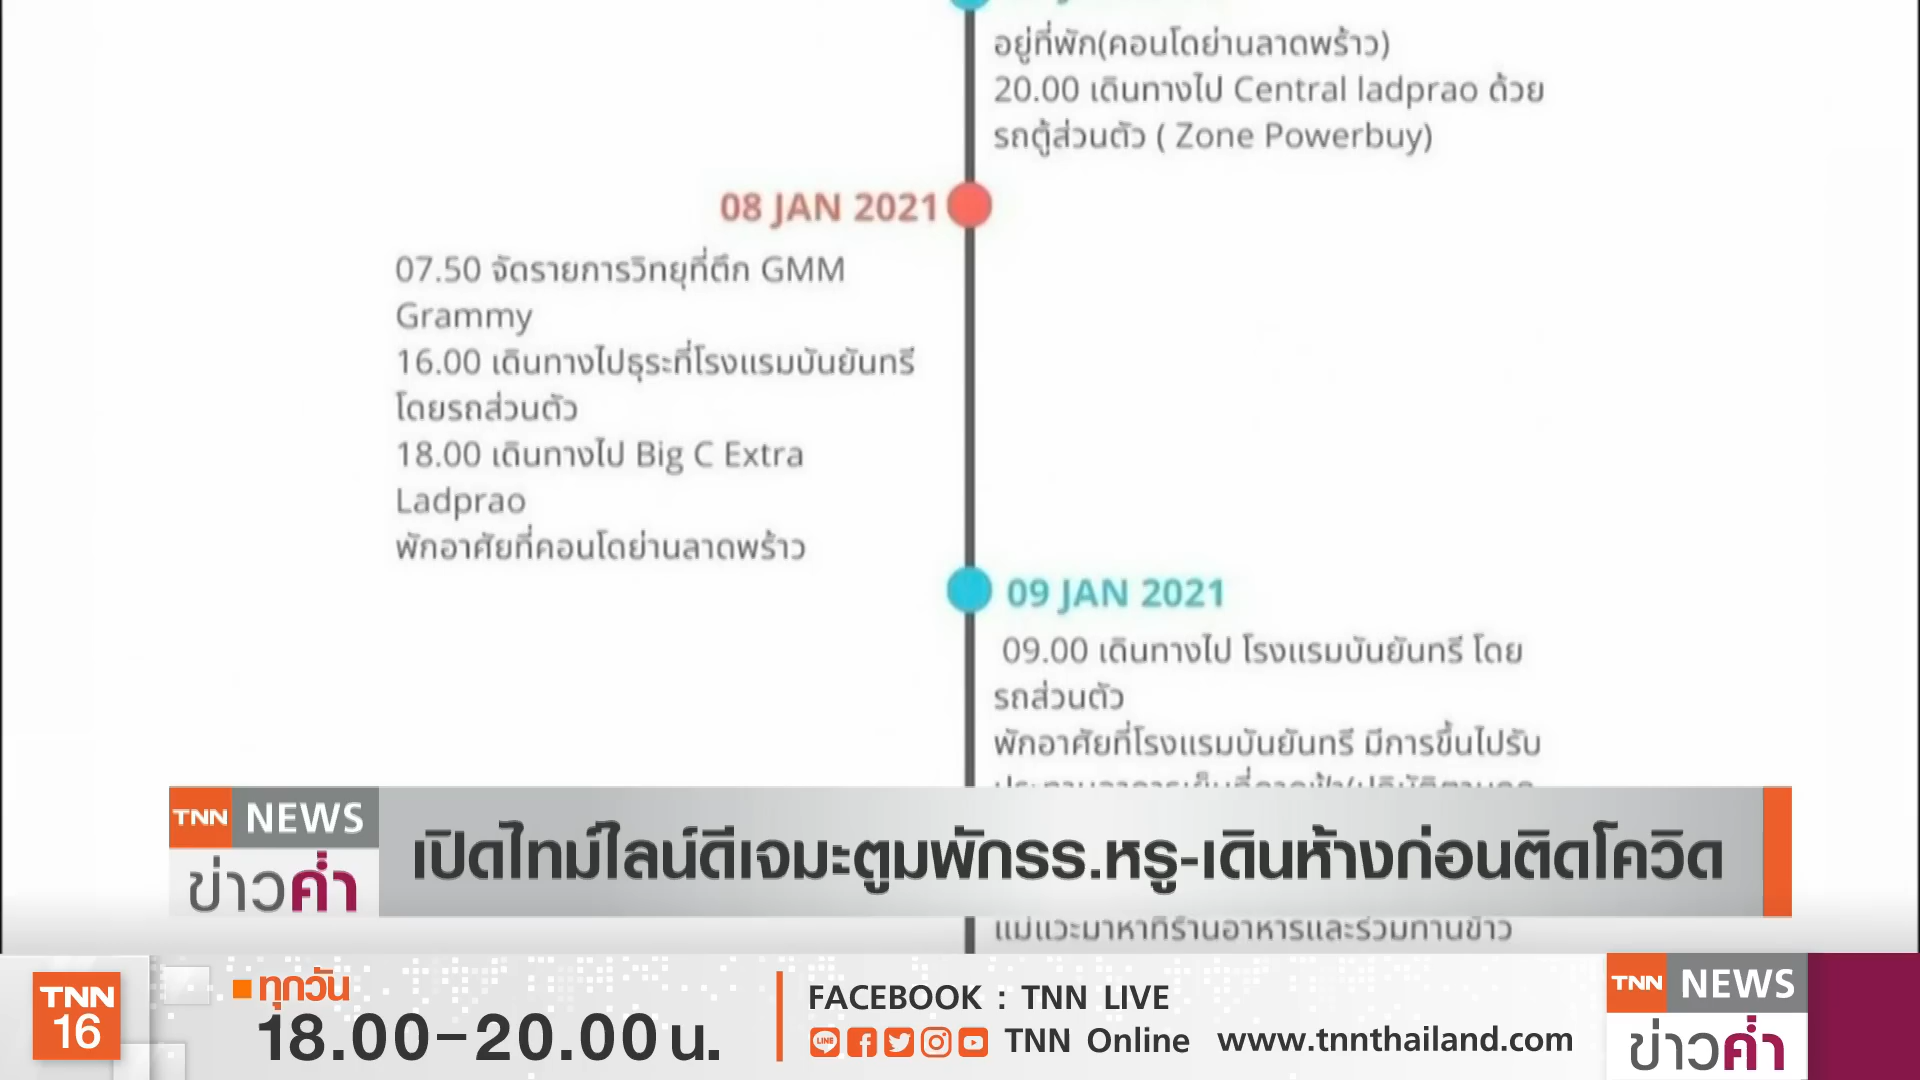 อยู่ที่พัก(คอนโดย่านลาดพร้าว)
20.00 เดินทางไป Central ladprao ด้วย
รถตู้ส่วนตัว ( Zone Powerbuy)
08 JAN 2021
07.50 จัดรายการวิทยุที่ตึก GMM
Grammy
16.00 เดินทางไปธุระที่โรงแรมบันยันทรี
โดยรถส่วนตัว
18.00 เดินทางไป Big C Extra
Ladprao
พักอาศัยที่คอนโดย่านลาดพร้าว
09 JAN 2021
09.00 เดินทางไป โรงแรมบันยันทรี โดย
รถส่วนตัว
พักอาศัยที่โรงแรมบันยันทรี มีการขึ้นไปรับ
TNN NEWS
ข่าวค่ำ
เปิดไทม์ไลน์ดีเจมะตูมพักรร.หรู-เดินห้างก่อนติดโควิด
แม่แวะมาหาที่ร้านอาหารและร่วมทานข้าว
TNN
16
ทุกวัน
18.00-20.00 น.
FACEBOOK : TNN LIVE
LINE TNN Online www.tnnthailand.com
TNN NEWS
ข่าวค่ำ